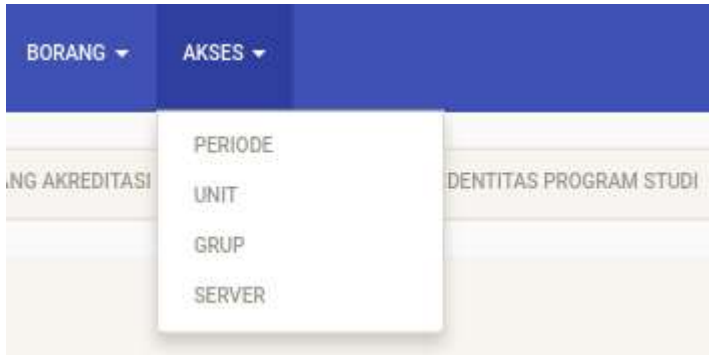 BORANG AKSES
PERIODE
NG AKREDITASI DENTITAS PROGRAM STUDI
UNIT
GRUP
SERVER